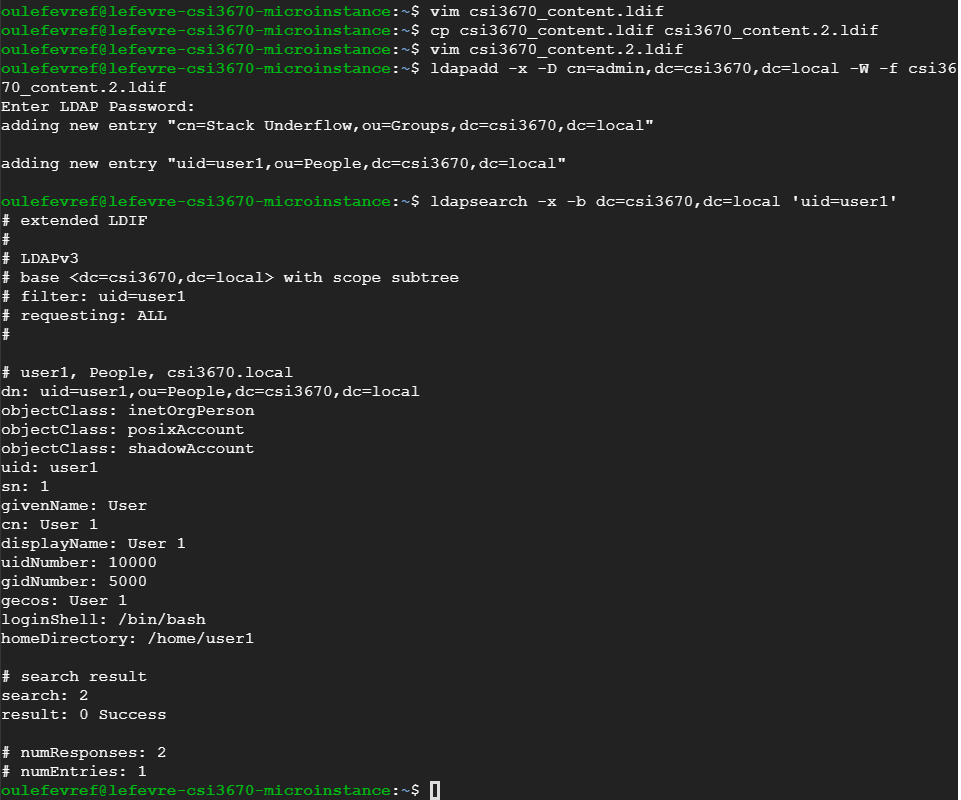 oulefevref@lefevre-csi3670-microinstance:~$ vim csi3670_content.ldif
oulefevref@lefevre-csi3670-microinstance:~$ cp csi3670_content.ldif csi3670_content.2.ldif
oulefevref@lefevre-csi3670-microinstance:~$ vim csi3670_content.2.ldif
oulefevref@lefevre-csi3670-microinstance:~$ ldapadd -x -D cn=admin,dc=csi3670,dc=local -W -f csi36
70_content.2.ldif
Enter LDAP Password:
adding new entry "cn=Stack Underflow,ou=Groups,dc=csi3670,dc=local"
adding new entry "uid=user1,ou=People,dc=csi3670,dc=local"
oulefevref@lefevre-csi3670-microinstance:~$ ldapsearch -x -b dc=csi3670,dc=local 'uid=user1'
# extended LDIF
#
# LDAPv3
# base <dc=csi3670,dc=local> with scope subtree
# filter: uid=user1
# requesting: ALL
#
# user1, People, csi3670.local
dn: uid=user1,ou=People,dc=csi3670,dc=local
objectClass: inetOrgPerson
objectClass: posixAccount
objectClass: shadowAccount
uid: user1
sn: 1
givenName: User
cn: User 1
displayName: User 1
uidNumber: 10000
gidNumber: 5000
gecos: User 1
loginShell: /bin/bash
homeDirectory: /home/user1
# search result
search: 2
result: 0 Success
# numResponses: 2
# numEntries: 1
oulefevref@lefevre-csi3670-microinstance:~$